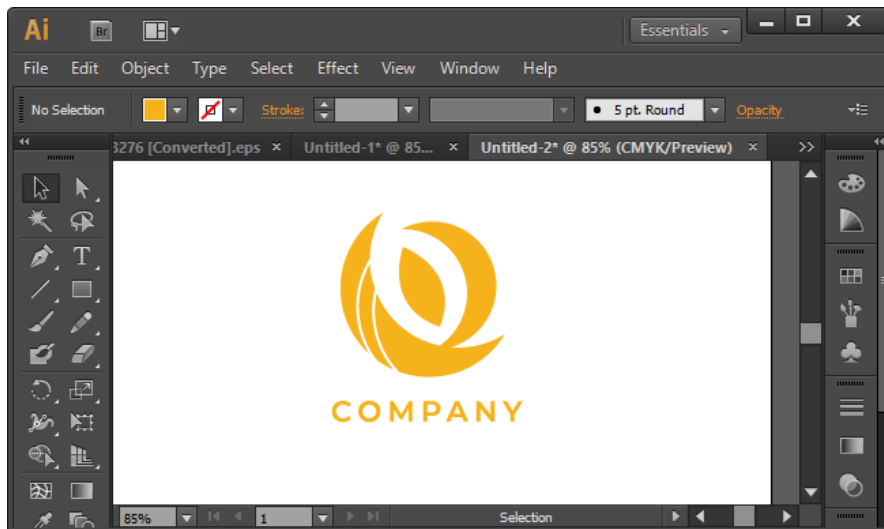 Ai Br Essentials
File Edit Object Type Select Effect View Window Help
No Selection Stroke: 5 pt. Round Opacity
3276 [Converted].eps × Untitled-1* @ 85... × Untitled-2* @ 85% (CMYK/Preview) ×
T
COMPANY
85% 1 Selection